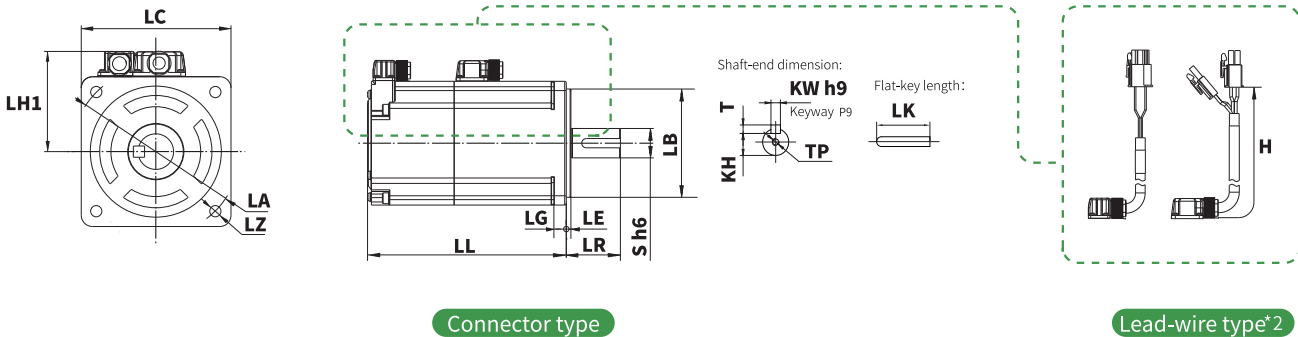 LC
LH1
LA
LZ
LL
LG
LE
LR
S h6
LB
Shaft-end dimension:
KW h9
Keyway P9
T
KH
TP
Flat-key length:
LK
H
Connector type
Lead-wire type*2